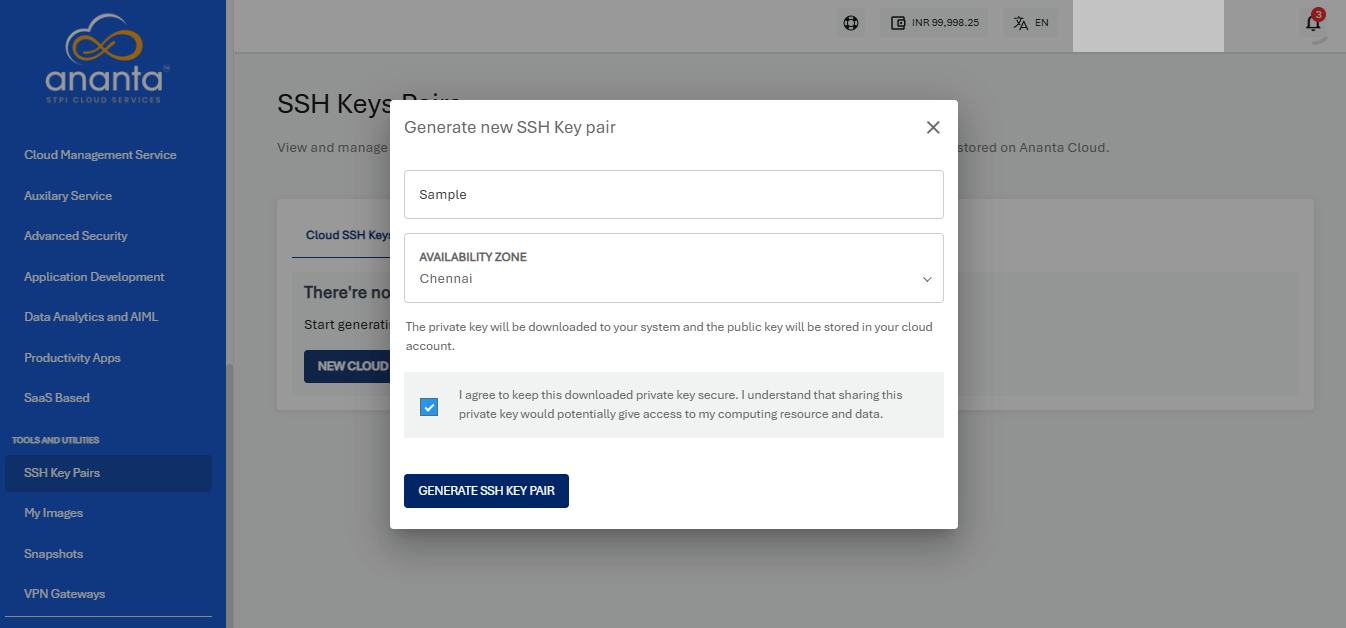 ananta
STPI CLOUD SERVICES
Cloud Management Service
Auxilary Service
Advanced Security
Application Development
Data Analytics and AIML
Productivity Apps
SaaS Based
TOOLS AND UTILITIES
SSH Key Pairs
My Images
Snapshots
VPN Gateways
INR 99,998.25
EN
3
SSH Keys Pairs
View and manage
stored on Ananta Cloud.
Cloud SSH Keys
There're no
Start generati
NEW CLOUD
Generate new SSH Key pair
Sample
AVAILABILITY ZONE
Chennai
The private key will be downloaded to your system and the public key will be stored in your cloud
account.
I agree to keep this downloaded private key secure. I understand that sharing this
private key would potentially give access to my computing resource and data.
GENERATE SSH KEY PAIR